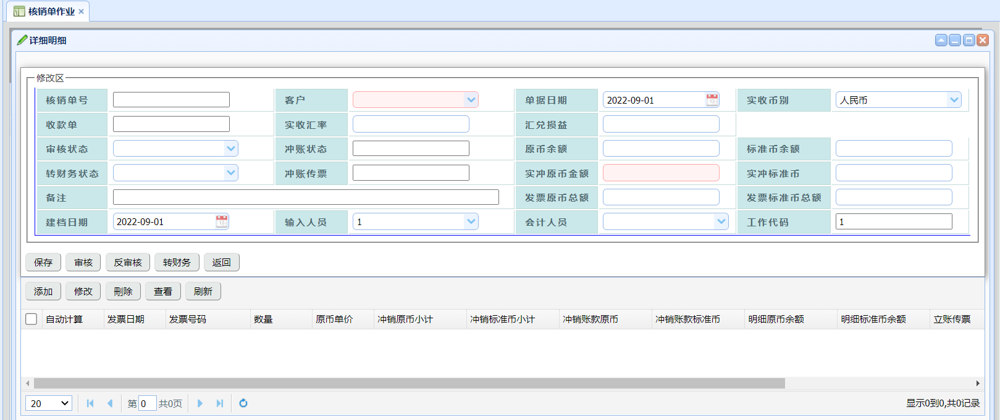 核销单作业
详细明细
修改区
核销单号 客户 单据日期 2022-09-01 实收币别 人民币
收款单 实收汇率 汇兑损益
审核状态 冲账状态 原币余额 标准币余额
转财务状态 冲账传票 实冲原币金额 实冲标准币
备注 发票原币总额 发票标准币总额
建档日期 2022-09-01 输入人员 1 会计人员 工作代码 1
保存 审核 反审核 转财务 返回
添加 修改 刪除 查看 刷新
自动计算 发票日期 发票号码 数量 原币单价 冲销原币小计 冲销标准币小计 冲销账款原币 冲销账款标准币 明细原币余额 明细标准币余额 立账传票
20 第 0 共0页 显示0到0,共0记录